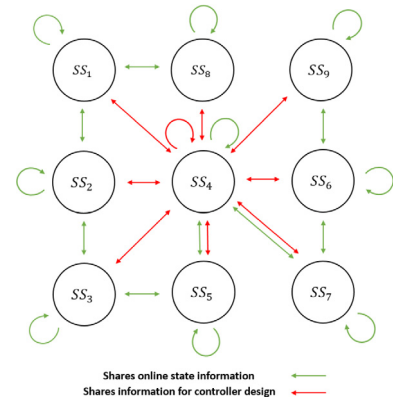 SS₁
SS₈
SS₉
SS₂
SS₄
SS₆
SS₃
SS₅
SS₇
Shares online state information
Shares information for controller design